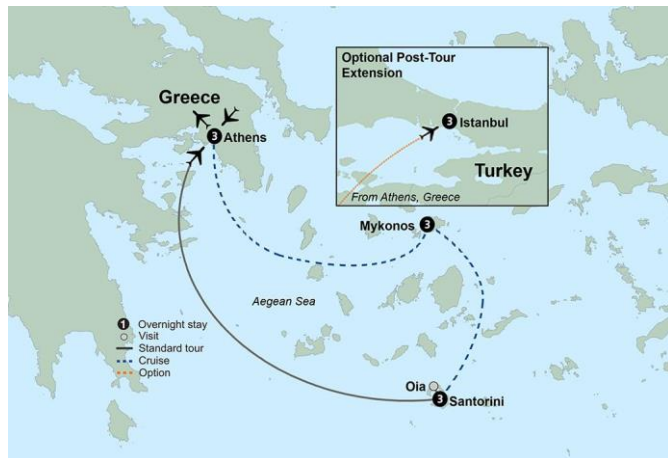 Optional Post-Tour
Extension
3 Istanbul
Turkey
From Athens, Greece
Greece
3 Athens
Mykonos 3
Aegean Sea
1 Overnight stay
Visit
Standard tour
Cruise
Option
Oia
3 Santorini